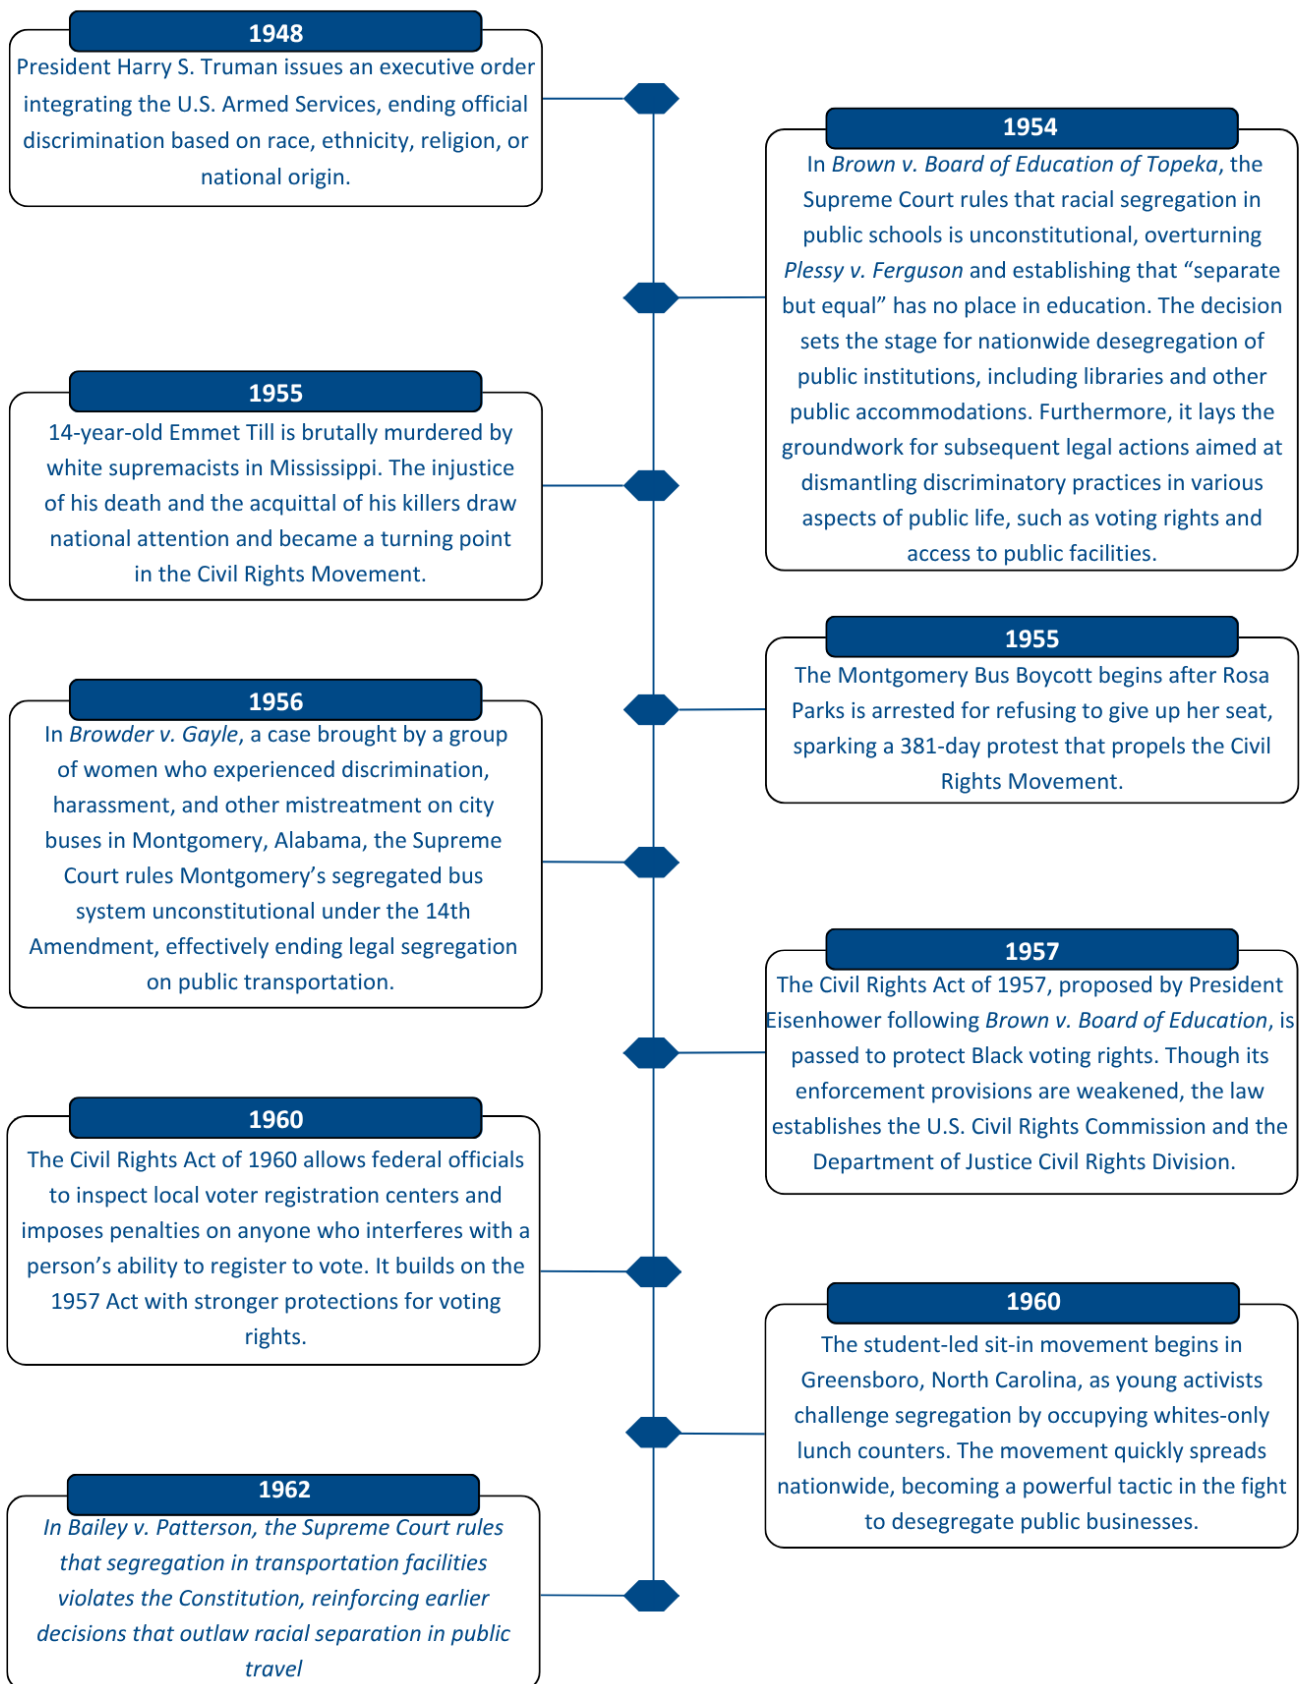 1948
President Harry S. Truman issues an executive order
integrating the U.S. Armed Services, ending official
discrimination based on race, ethnicity, religion, or
national origin.
1954
In Brown v. Board of Education of Topeka, the
Supreme Court rules that racial segregation in
public schools is unconstitutional, overturning
Plessy v. Ferguson and establishing that “separate
but equal” has no place in education. The decision
sets the stage for nationwide desegregation of
public institutions, including libraries and other
public accommodations. Furthermore, it lays the
groundwork for subsequent legal actions aimed at
dismantling discriminatory practices in various
aspects of public life, such as voting rights and
access to public facilities.
1955
14-year-old Emmet Till is brutally murdered by
white supremacists in Mississippi. The injustice
of his death and the acquittal of his killers draw
national attention and became a turning point
in the Civil Rights Movement.
1955
The Montgomery Bus Boycott begins after Rosa
Parks is arrested for refusing to give up her seat,
sparking a 381-day protest that propels the Civil
Rights Movement.
1956
In Browder v. Gayle, a case brought by a group
of women who experienced discrimination,
harassment, and other mistreatment on city
buses in Montgomery, Alabama, the Supreme
Court rules Montgomery’s segregated bus
system unconstitutional under the 14th
Amendment, effectively ending legal segregation
on public transportation.
1957
The Civil Rights Act of 1957, proposed by President
Eisenhower following Brown v. Board of Education, is
passed to protect Black voting rights. Though its
enforcement provisions are weakened, the law
establishes the U.S. Civil Rights Commission and the
Department of Justice Civil Rights Division.
1960
The Civil Rights Act of 1960 allows federal officials
to inspect local voter registration centers and
imposes penalties on anyone who interferes with a
person’s ability to register to vote. It builds on the
1957 Act with stronger protections for voting
rights.
1960
The student-led sit-in movement begins in
Greensboro, North Carolina, as young activists
challenge segregation by occupying whites-only
lunch counters. The movement quickly spreads
nationwide, becoming a powerful tactic in the fight
to desegregate public businesses.
1962
In Bailey v. Patterson, the Supreme Court rules
that segregation in transportation facilities
violates the Constitution, reinforcing earlier
decisions that outlaw racial separation in public
travel